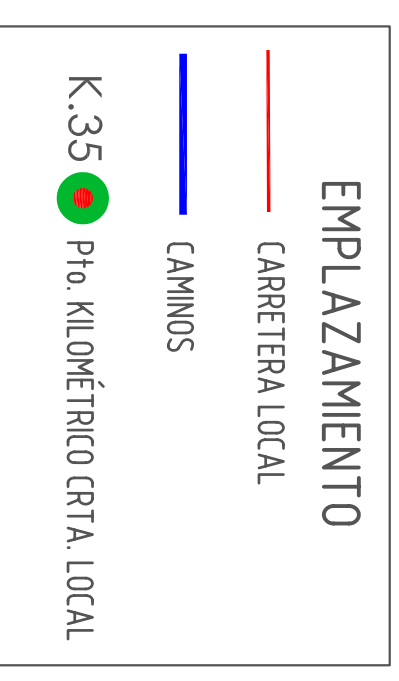 EMPLAZAMIENTO
CARRETERA LOCAL
CAMINOS
K.35 Pto. KILOMÉTRICO CRTA. LOCAL